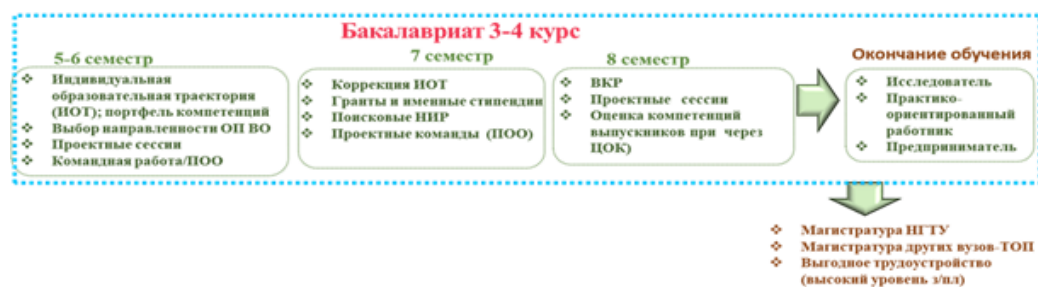 Бакалавриат 3-4 курс
5-6 семестр
❖ Индивидуальная
образовательная траектория
(ИОТ); портфель компетенций
❖ Выбор направленности ОП ВО
❖ Проектные сессии
❖ Командная работа/ПОО
7 семестр
❖ Коррекция ИОТ
❖ Гранты и именные стипендии
❖ Поисковые НИР
❖ Проектные команды (ПОО)
8 семестр
❖ ВКР
❖ Проектные сессии
❖ Оценка компетенций
выпускников при через
ЦОК)
Окончание обучения
❖ Исследователь
❖ Практико-
ориентированный
работник
❖ Предприниматель
❖ Магистратура НГТУ
❖ Магистратура других вузов-ТОП
❖ Выгодное трудоустройство
(высокий уровень з/пл)